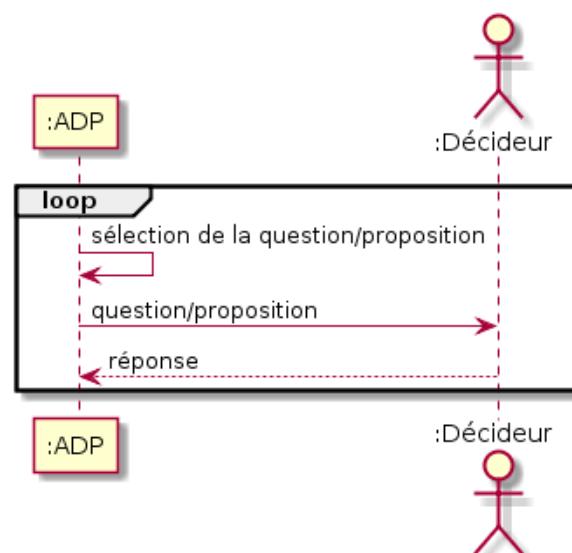 :ADP
:Décideur
loop
sélection de la question/proposition
question/proposition
réponse
:ADP
:Décideur